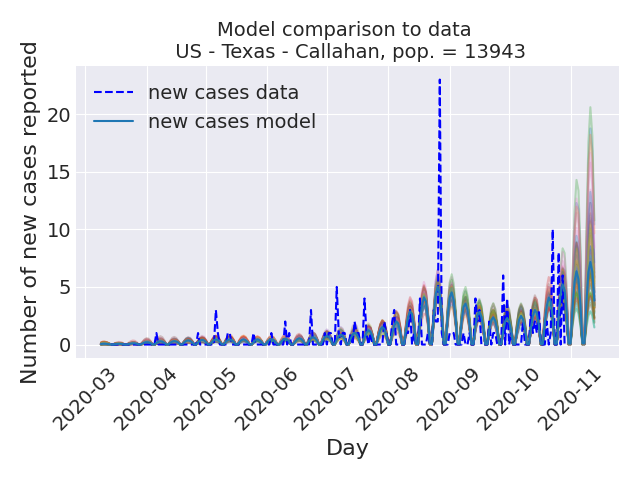 Model comparison to data
US - Texas - Callahan, pop. = 13943
Number of new cases reported
new cases data
new cases model
20
15
10
5
0
2020-03
2020-04
2020-05
2020-06
2020-07
2020-08
2020-09
2020-10
2020-11
Day